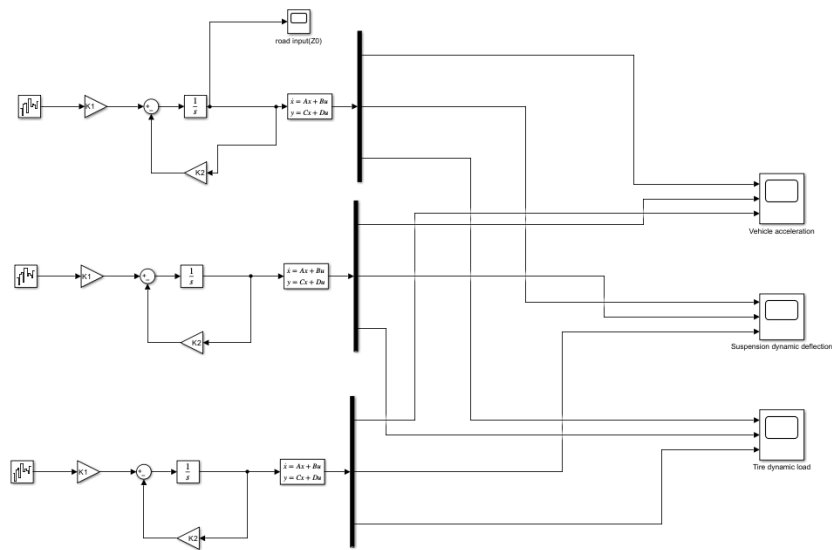 road input(Z0)
K1
+
−
1
s
ẋ = Ax + Bu
y = Cx + Du
K2
Vehicle acceleration
K1
+
−
1
s
ẋ = Ax + Bu
y = Cx + Du
K2
Suspension dynamic deflection
K1
+
−
1
s
ẋ = Ax + Bu
y = Cx + Du
K2
Tire dynamic load